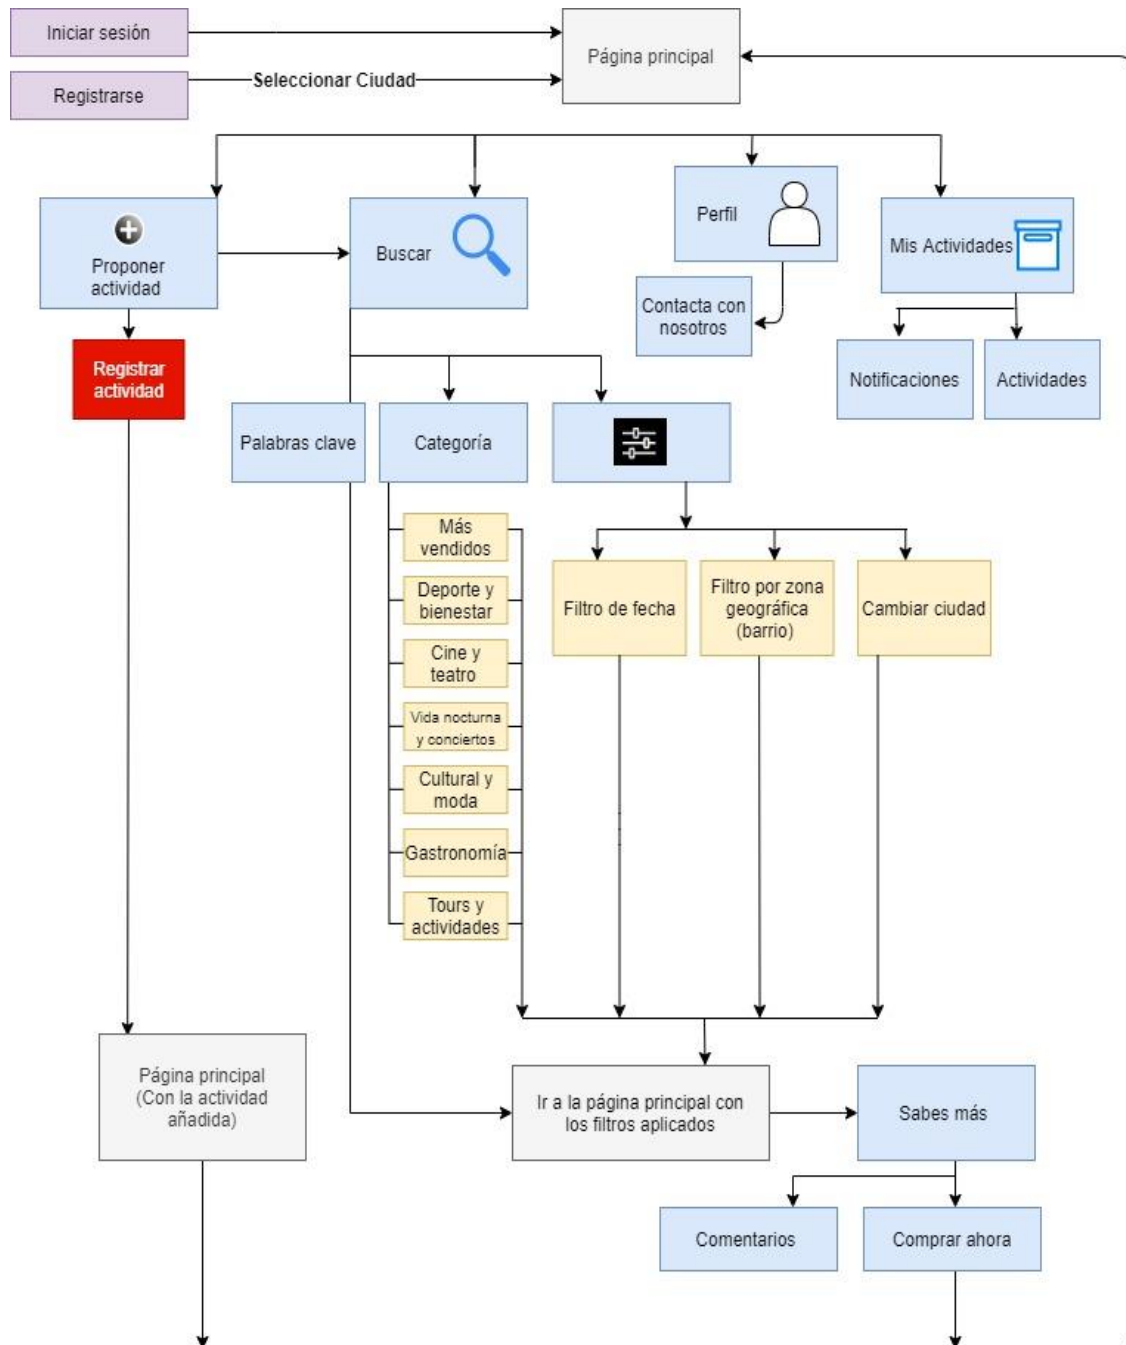 Iniciar sesión
Página principal
Seleccionar Ciudad
Registrarse
Perfil
Proponer
actividad
Buscar
Mis Actividades
Contacta con
nosotros
Registrar
actividad
Notificaciones
Actividades
Palabras clave
Categoría
Más
vendidos
Deporte y
bienestar
Cine y
teatro
Vida nocturna
y conciertos
Cultural y
moda
Gastronomía
Tours y
actividades
Filtro de fecha
Filtro por zona
geográfica
(barrio)
Cambiar ciudad
Página principal
(Con la actividad
añadida)
Ir a la página principal con
los filtros aplicados
Sabes más
Comentarios
Comprar ahora